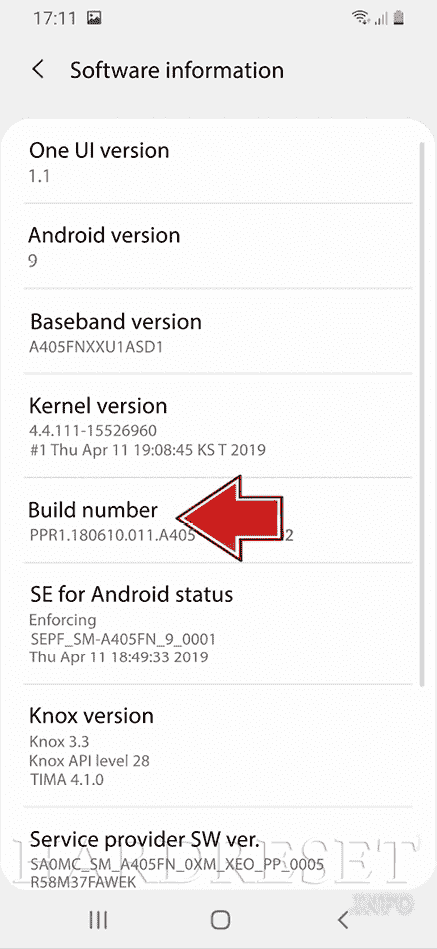 17:11
Software information
One UI version
1.1
Android version
9
Baseband version
A405FNXXU1ASD1
Kernel version
4.4.111-15526960
#1 Thu Apr 11 19:08:45 KST 2019
Build number
PPR1.180610.011.A405
SE for Android status
Enforcing
SEPF_SM-A405FN_9_0001
Thu Apr 11 18:49:33 2019
Knox version
Knox 3.3
Knox API level 28
TIMA 4.1.0
Service provider SW ver.
SAOMC_SM_A405FN_OXM_XEO_PP_0005
R58M37FAWEK
HARDRESET
.INFO